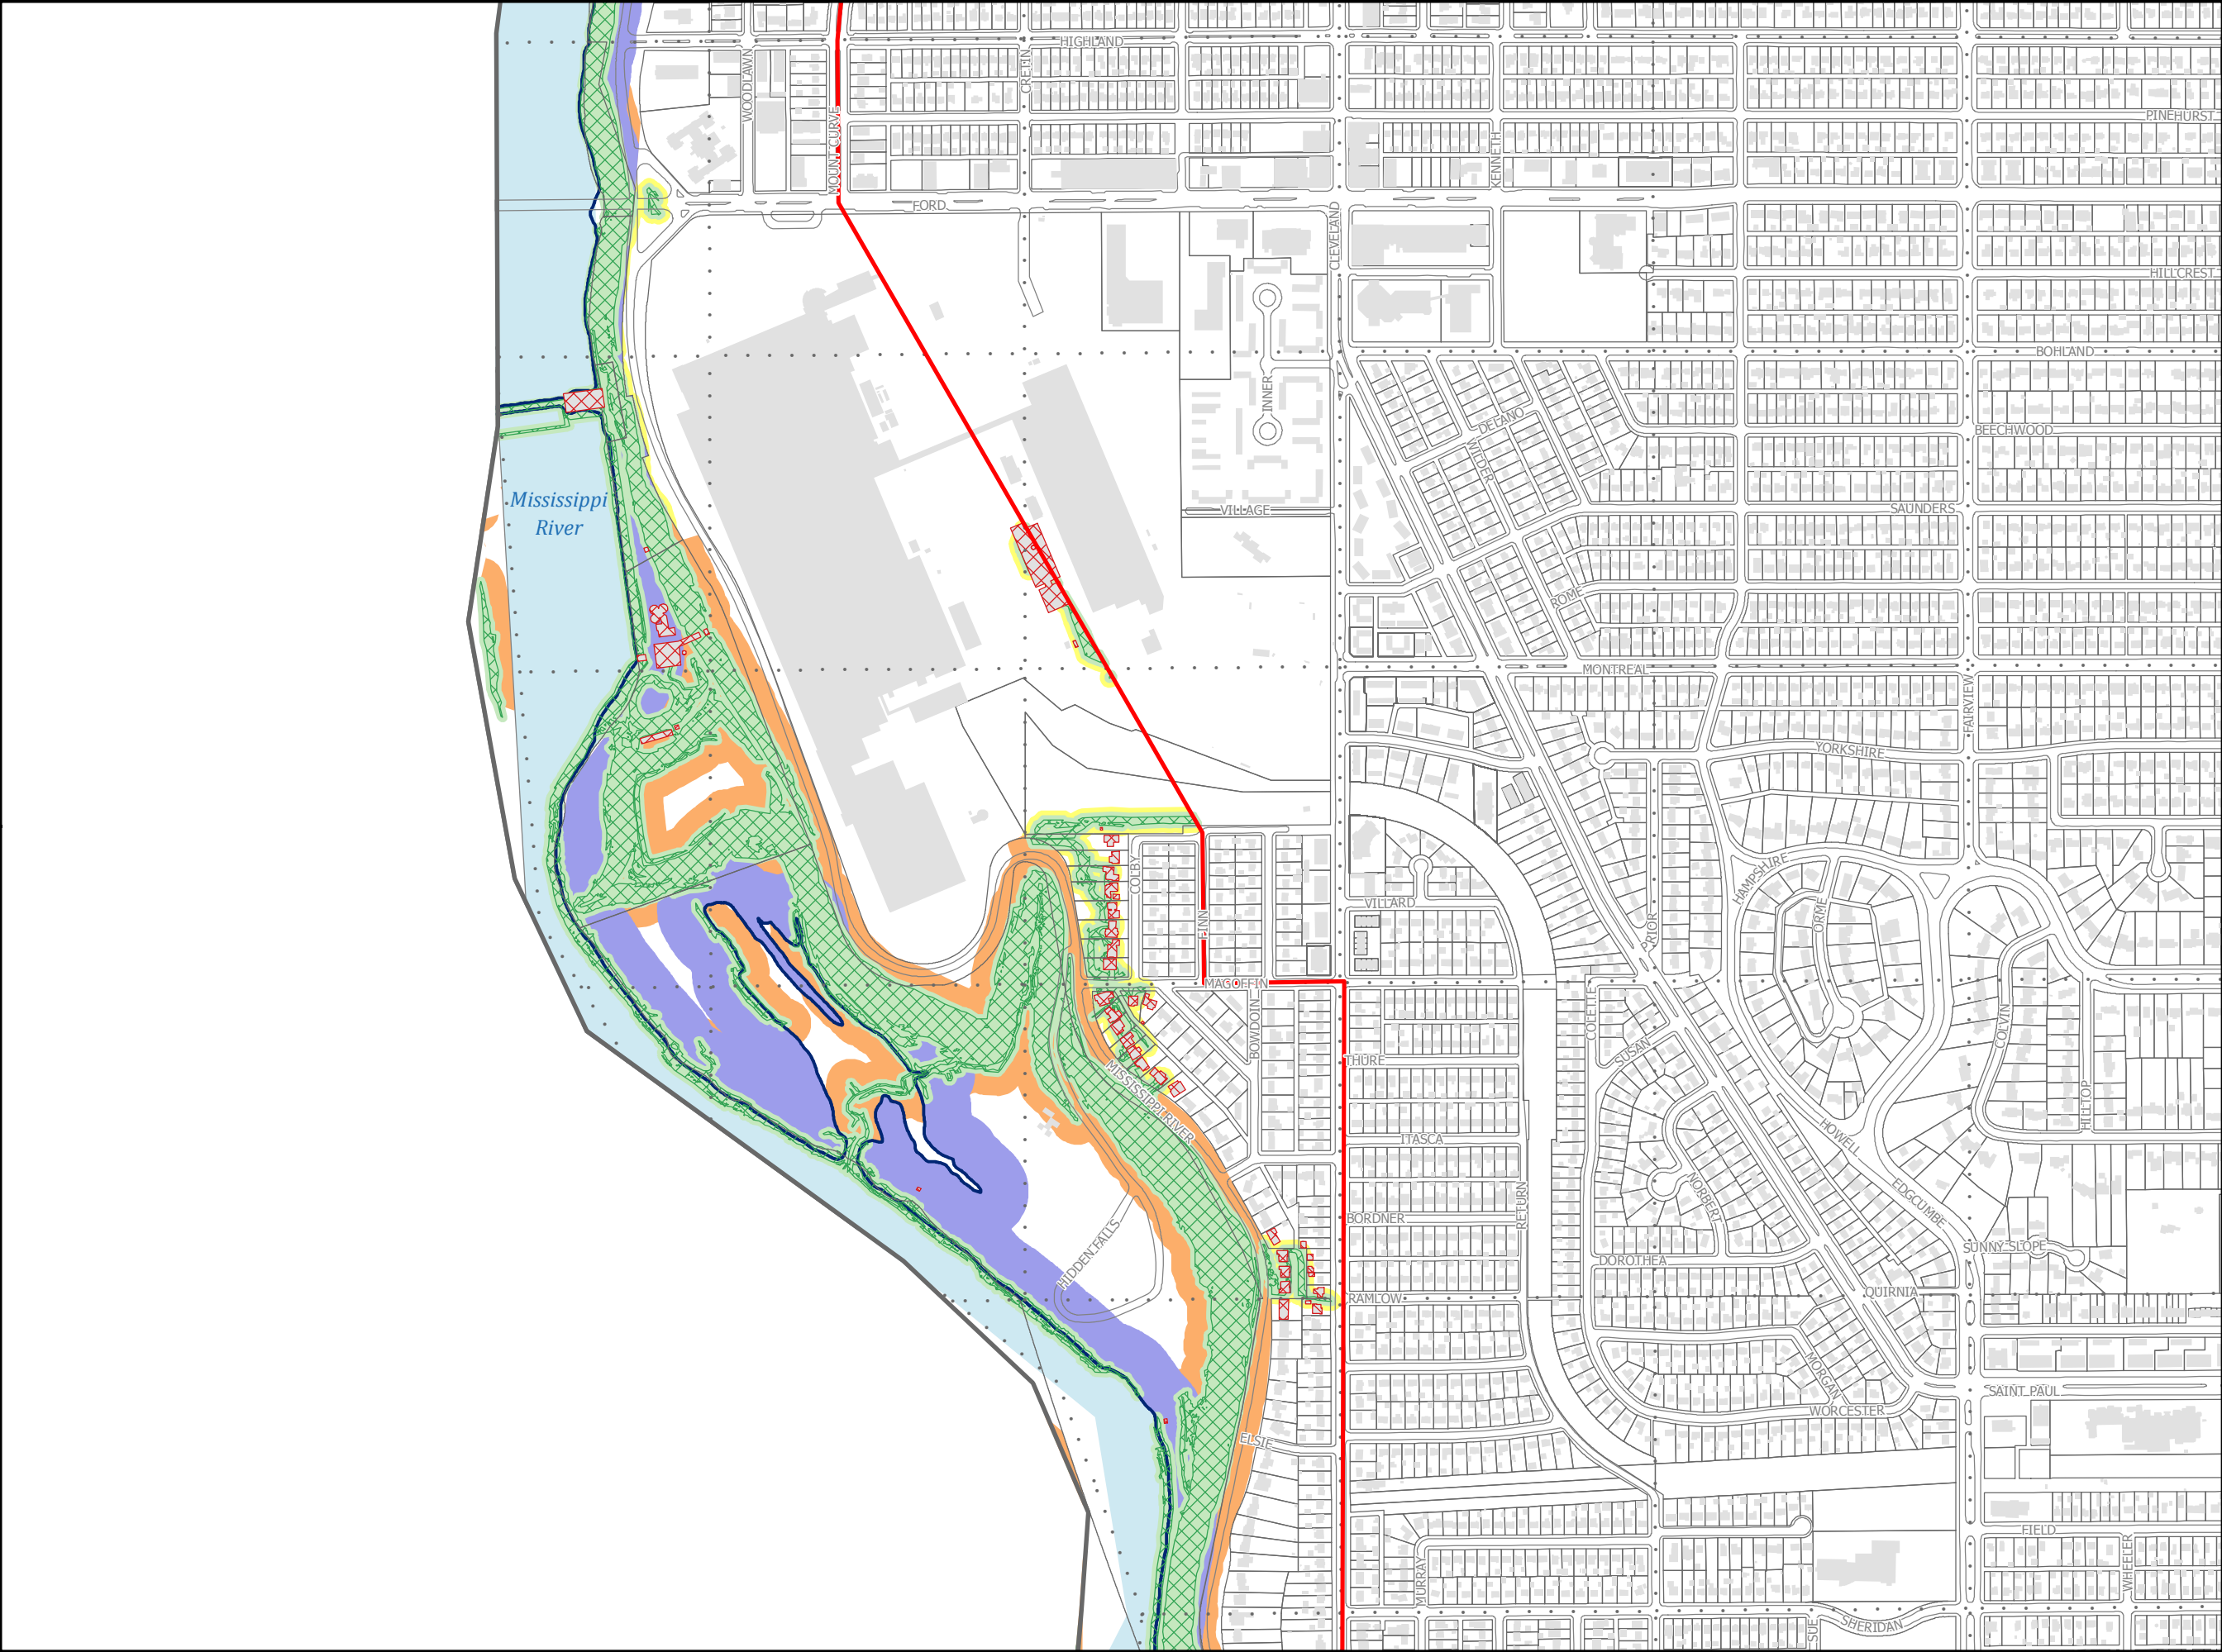 HIGHLAND
WOODLAWN
CRETIN
MOUNT CURVE
PINEHURST
KENNETH
FORD
CLEVELAND
HILLCREST
BOHLAND
INNER
DELANO
WILDER
BEECHWOOD
Mississippi
River
VILLAGE
SAUNDERS
ROME
MONTREAL
FAIRVIEW
YORKSHIRE
COLBY
HAMPSHIRE
VILLARD
FINN
PRIOR
ORME
MAGOFFIN
BOWDOIN
COLETTE
COLVIN
SUSAN
THURE
MISSISSIPPI RIVER
HILLTOP
ITASCA
HOWELL
NORBERT
EDGCUMBE
RETURN
BORDNER
HIDDEN FALLS
DOROTHEA
SUNNY SLOPE
RAMLOW
QUIRNIA
MORGAN
SAINT PAUL
WORCESTER
ELSIE
FIELD
WHEELER
MURRAY
SUE
SHERIDAN